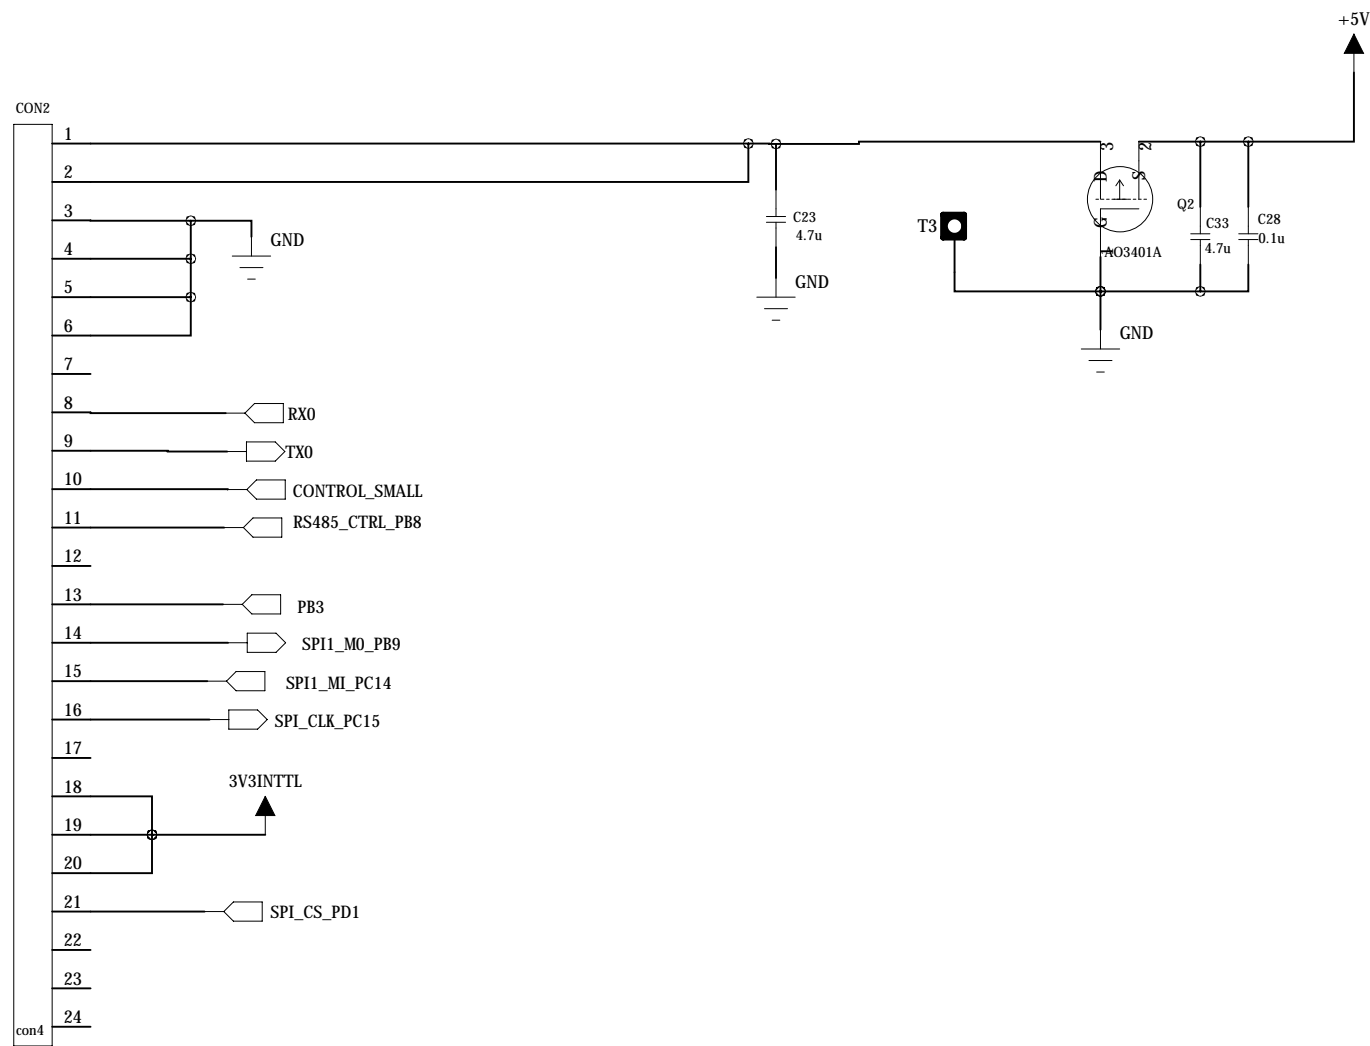 +5V
CON2
1
2
3
4
5
6
7
8
9
10
11
12
13
14
15
16
17
18
19
20
21
22
23
24
con4
GND
RX0
TX0
CONTROL_SMALL
RS485_CTRL_PB8
PB3
SPI1_M0_PB9
SPI1_MI_PC14
SPI_CLK_PC15
3V3INTTL
SPI_CS_PD1
C23
4.7u
GND
T3
3
2
D
S
G
1
Q2
AO3401A
C33
4.7u
C28
0.1u
GND